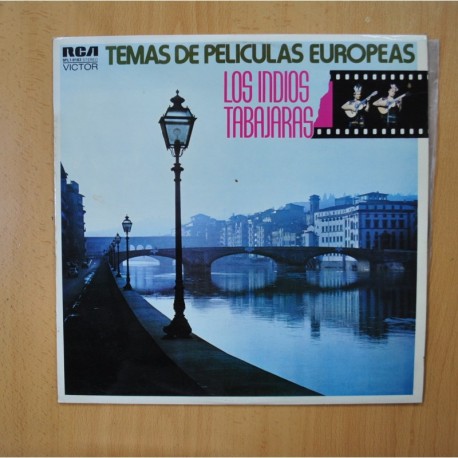 RCA
VICTOR
TEMAS DE PELICULAS EUROPEAS
LOS INDIOS
TABAJARAS